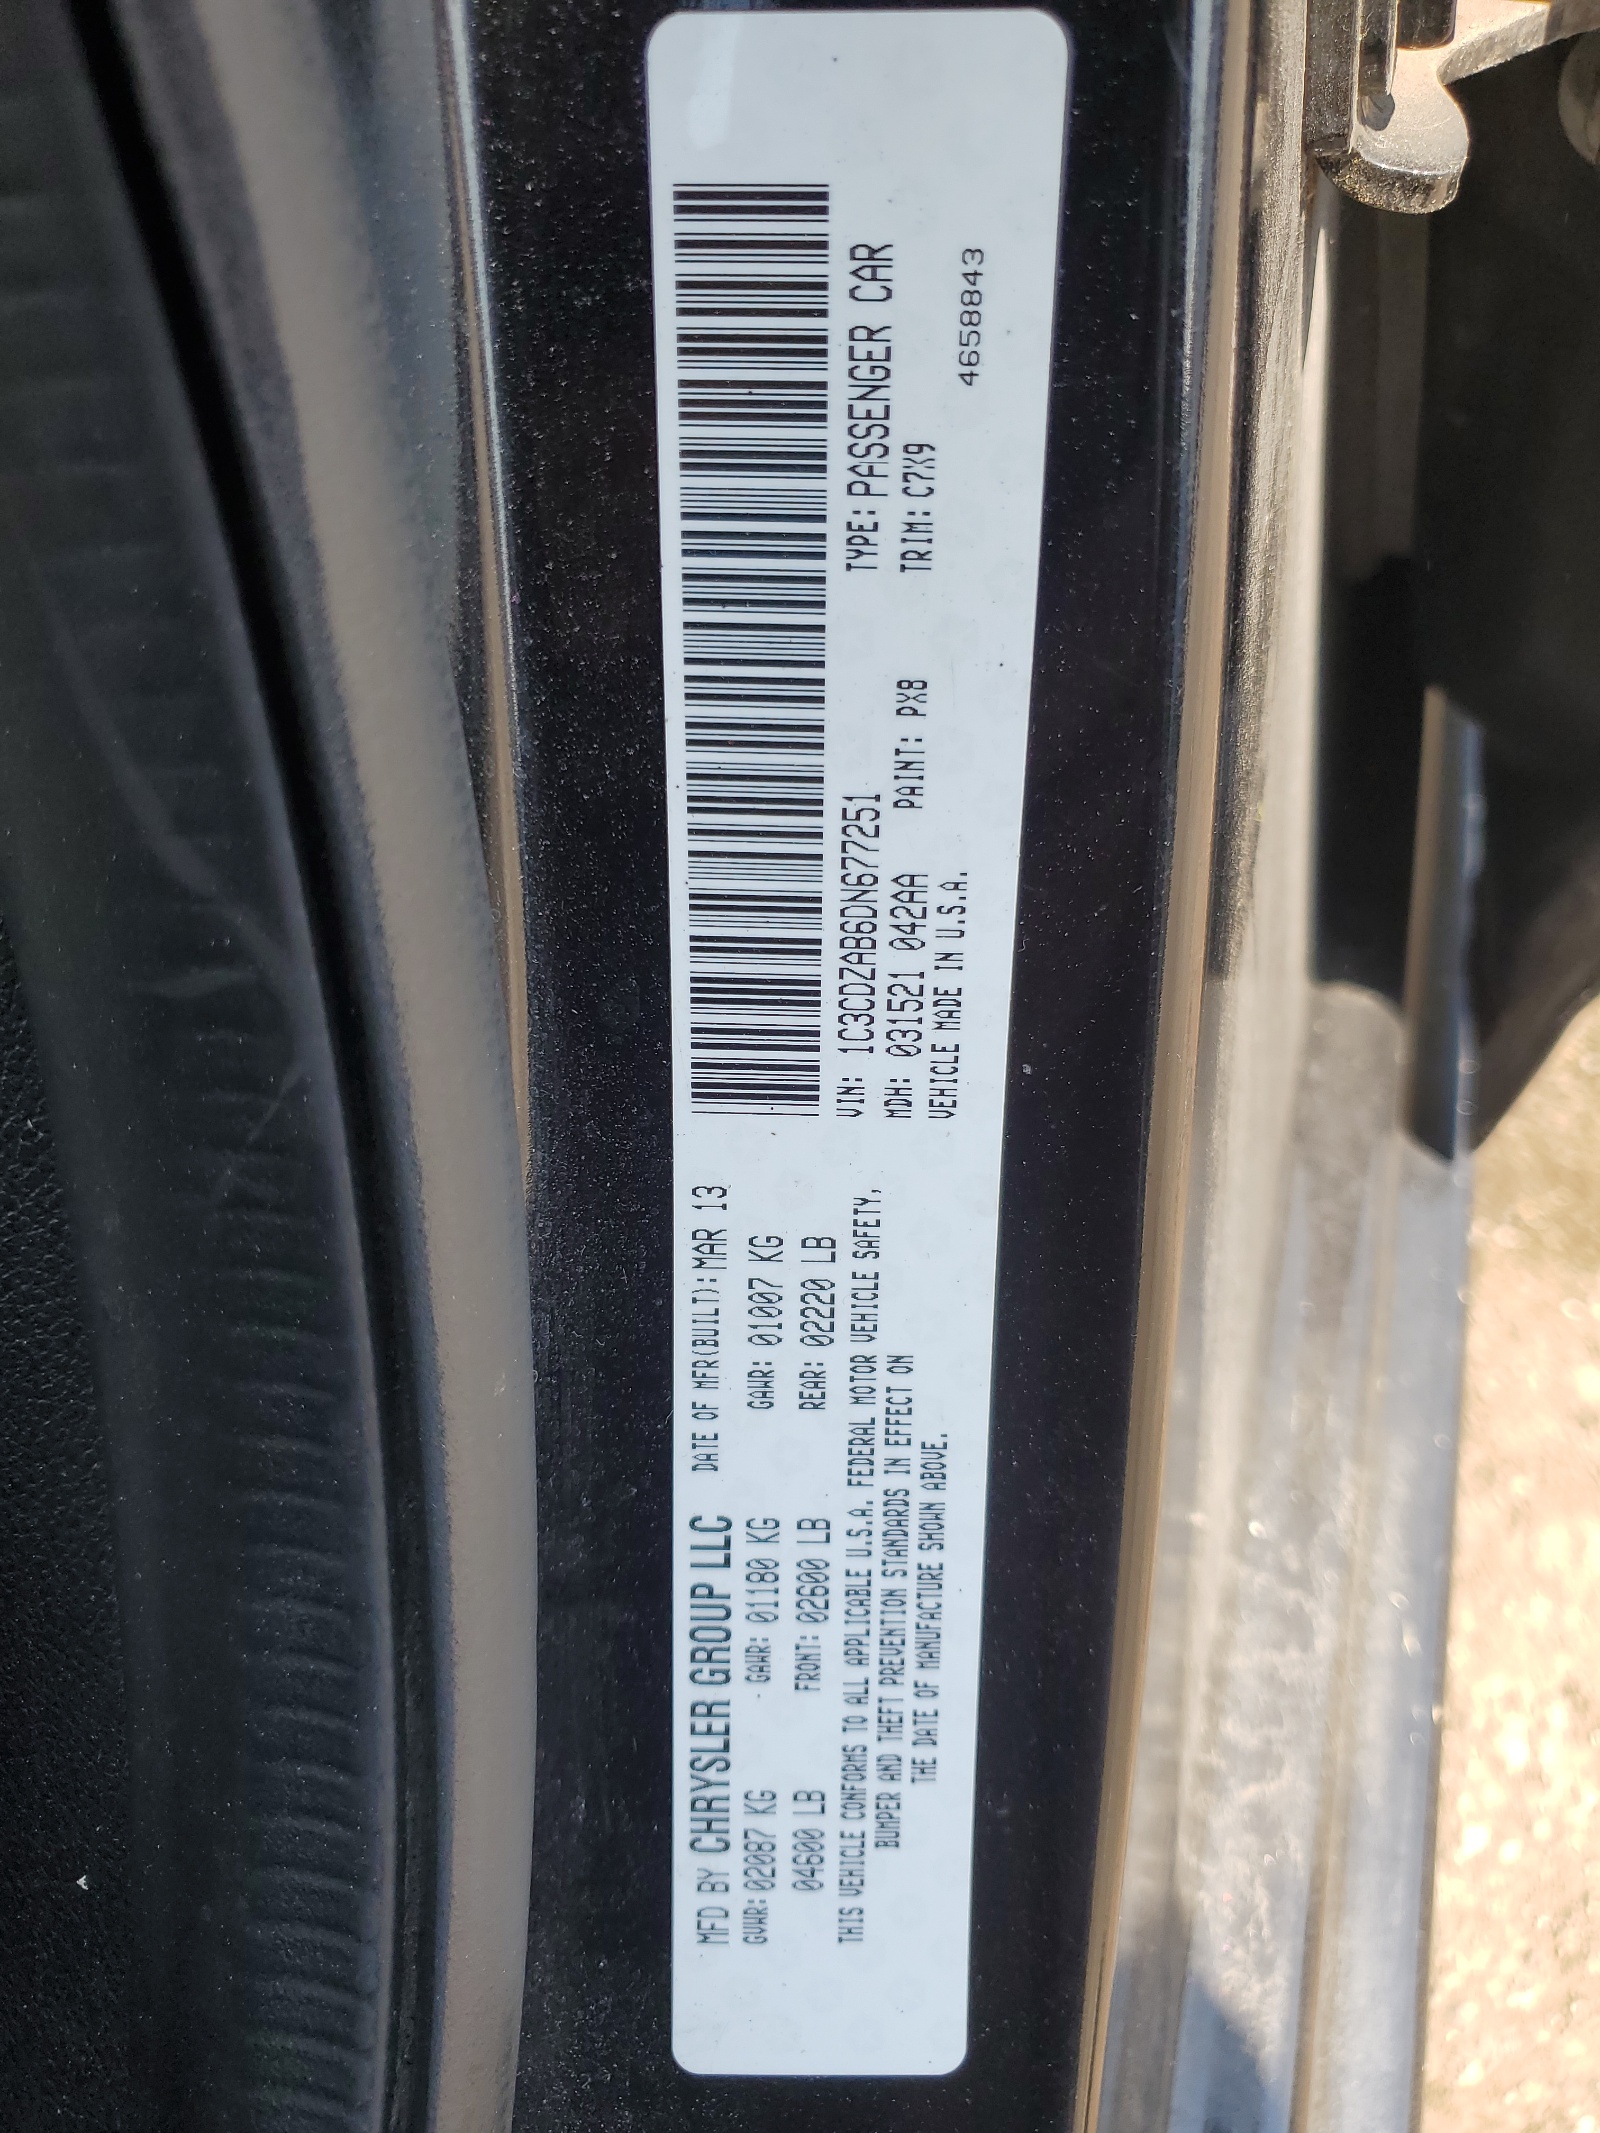 MFD BY CHRYSLER GROUP LLC DATE OF MFR(BUILT): MAR 13
GVWR: 02087 KG GAWR: 01180 KG GAWR: 01007 KG
04600 LB FRONT: 02600 LB REAR: 02220 LB
THIS VEHICLE CONFORMS TO ALL APPLICABLE U.S.A. FEDERAL MOTOR VEHICLE SAFETY,
BUMPER AND THEFT PREVENTION STANDARDS IN EFFECT ON
THE DATE OF MANUFACTURE SHOWN ABOVE.
VIN: 1C3CDZAB6DN677251 TYPE: PASSENGER CAR
MDH: 031521 042AA PAINT: PX8 TRIM: C7X9
VEHICLE MADE IN U.S.A.
4658843